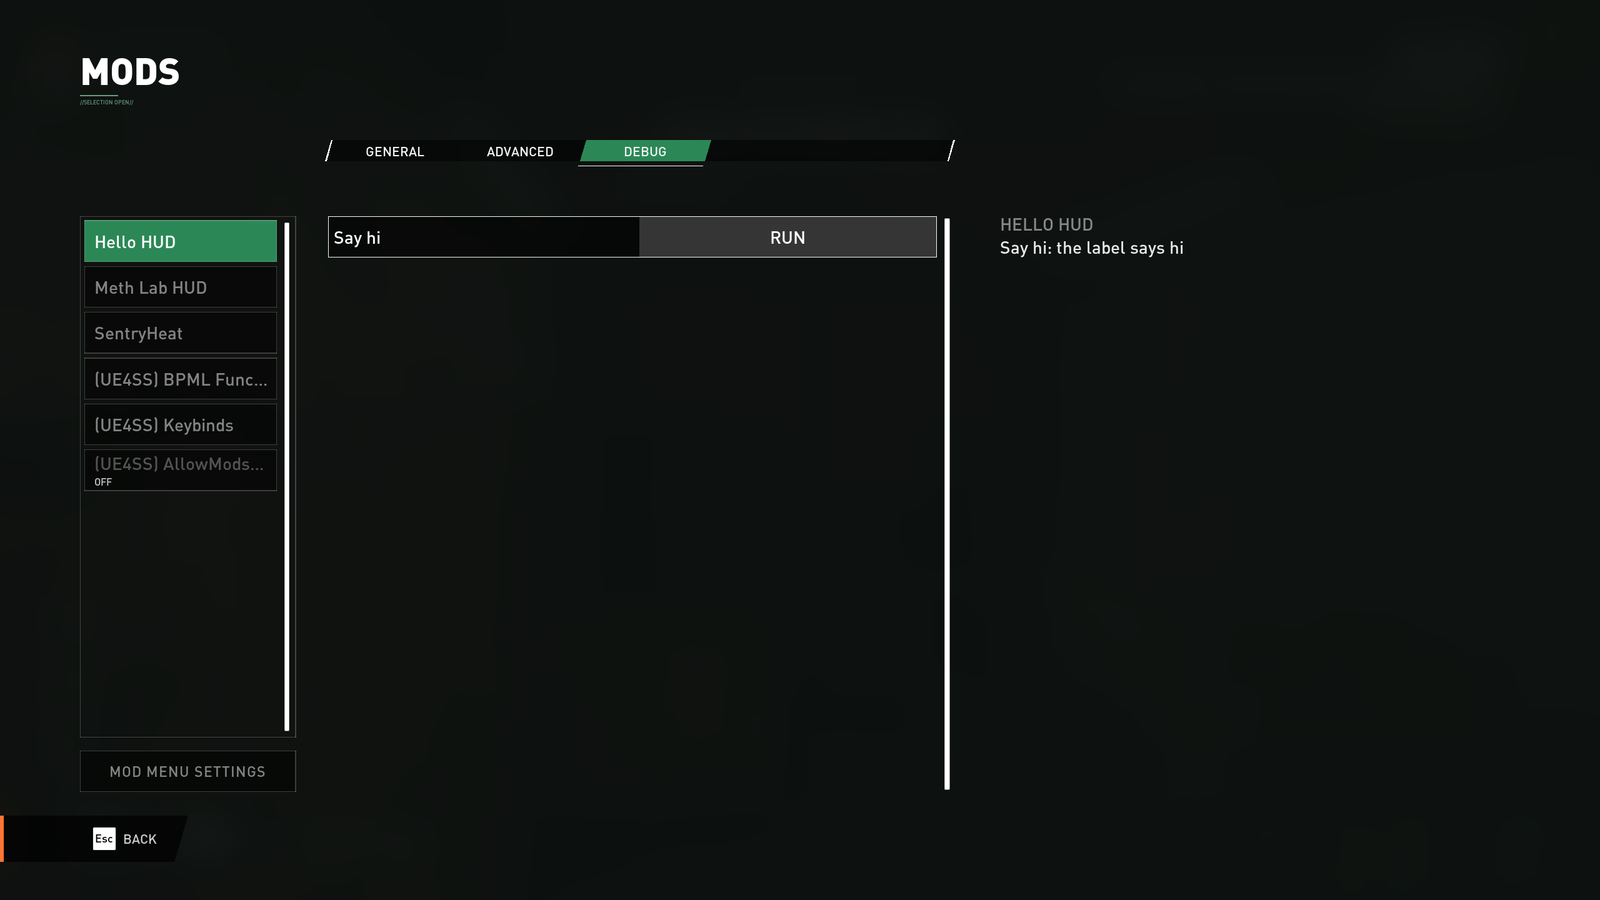 MODS
//SELECTION OPEN//
GENERAL
ADVANCED
DEBUG
Hello HUD
Meth Lab HUD
SentryHeat
(UE4SS) BPML Func...
(UE4SS) Keybinds
(UE4SS) AllowMods...
OFF
Say hi
RUN
HELLO HUD
Say hi: the label says hi
MOD MENU SETTINGS
Esc BACK